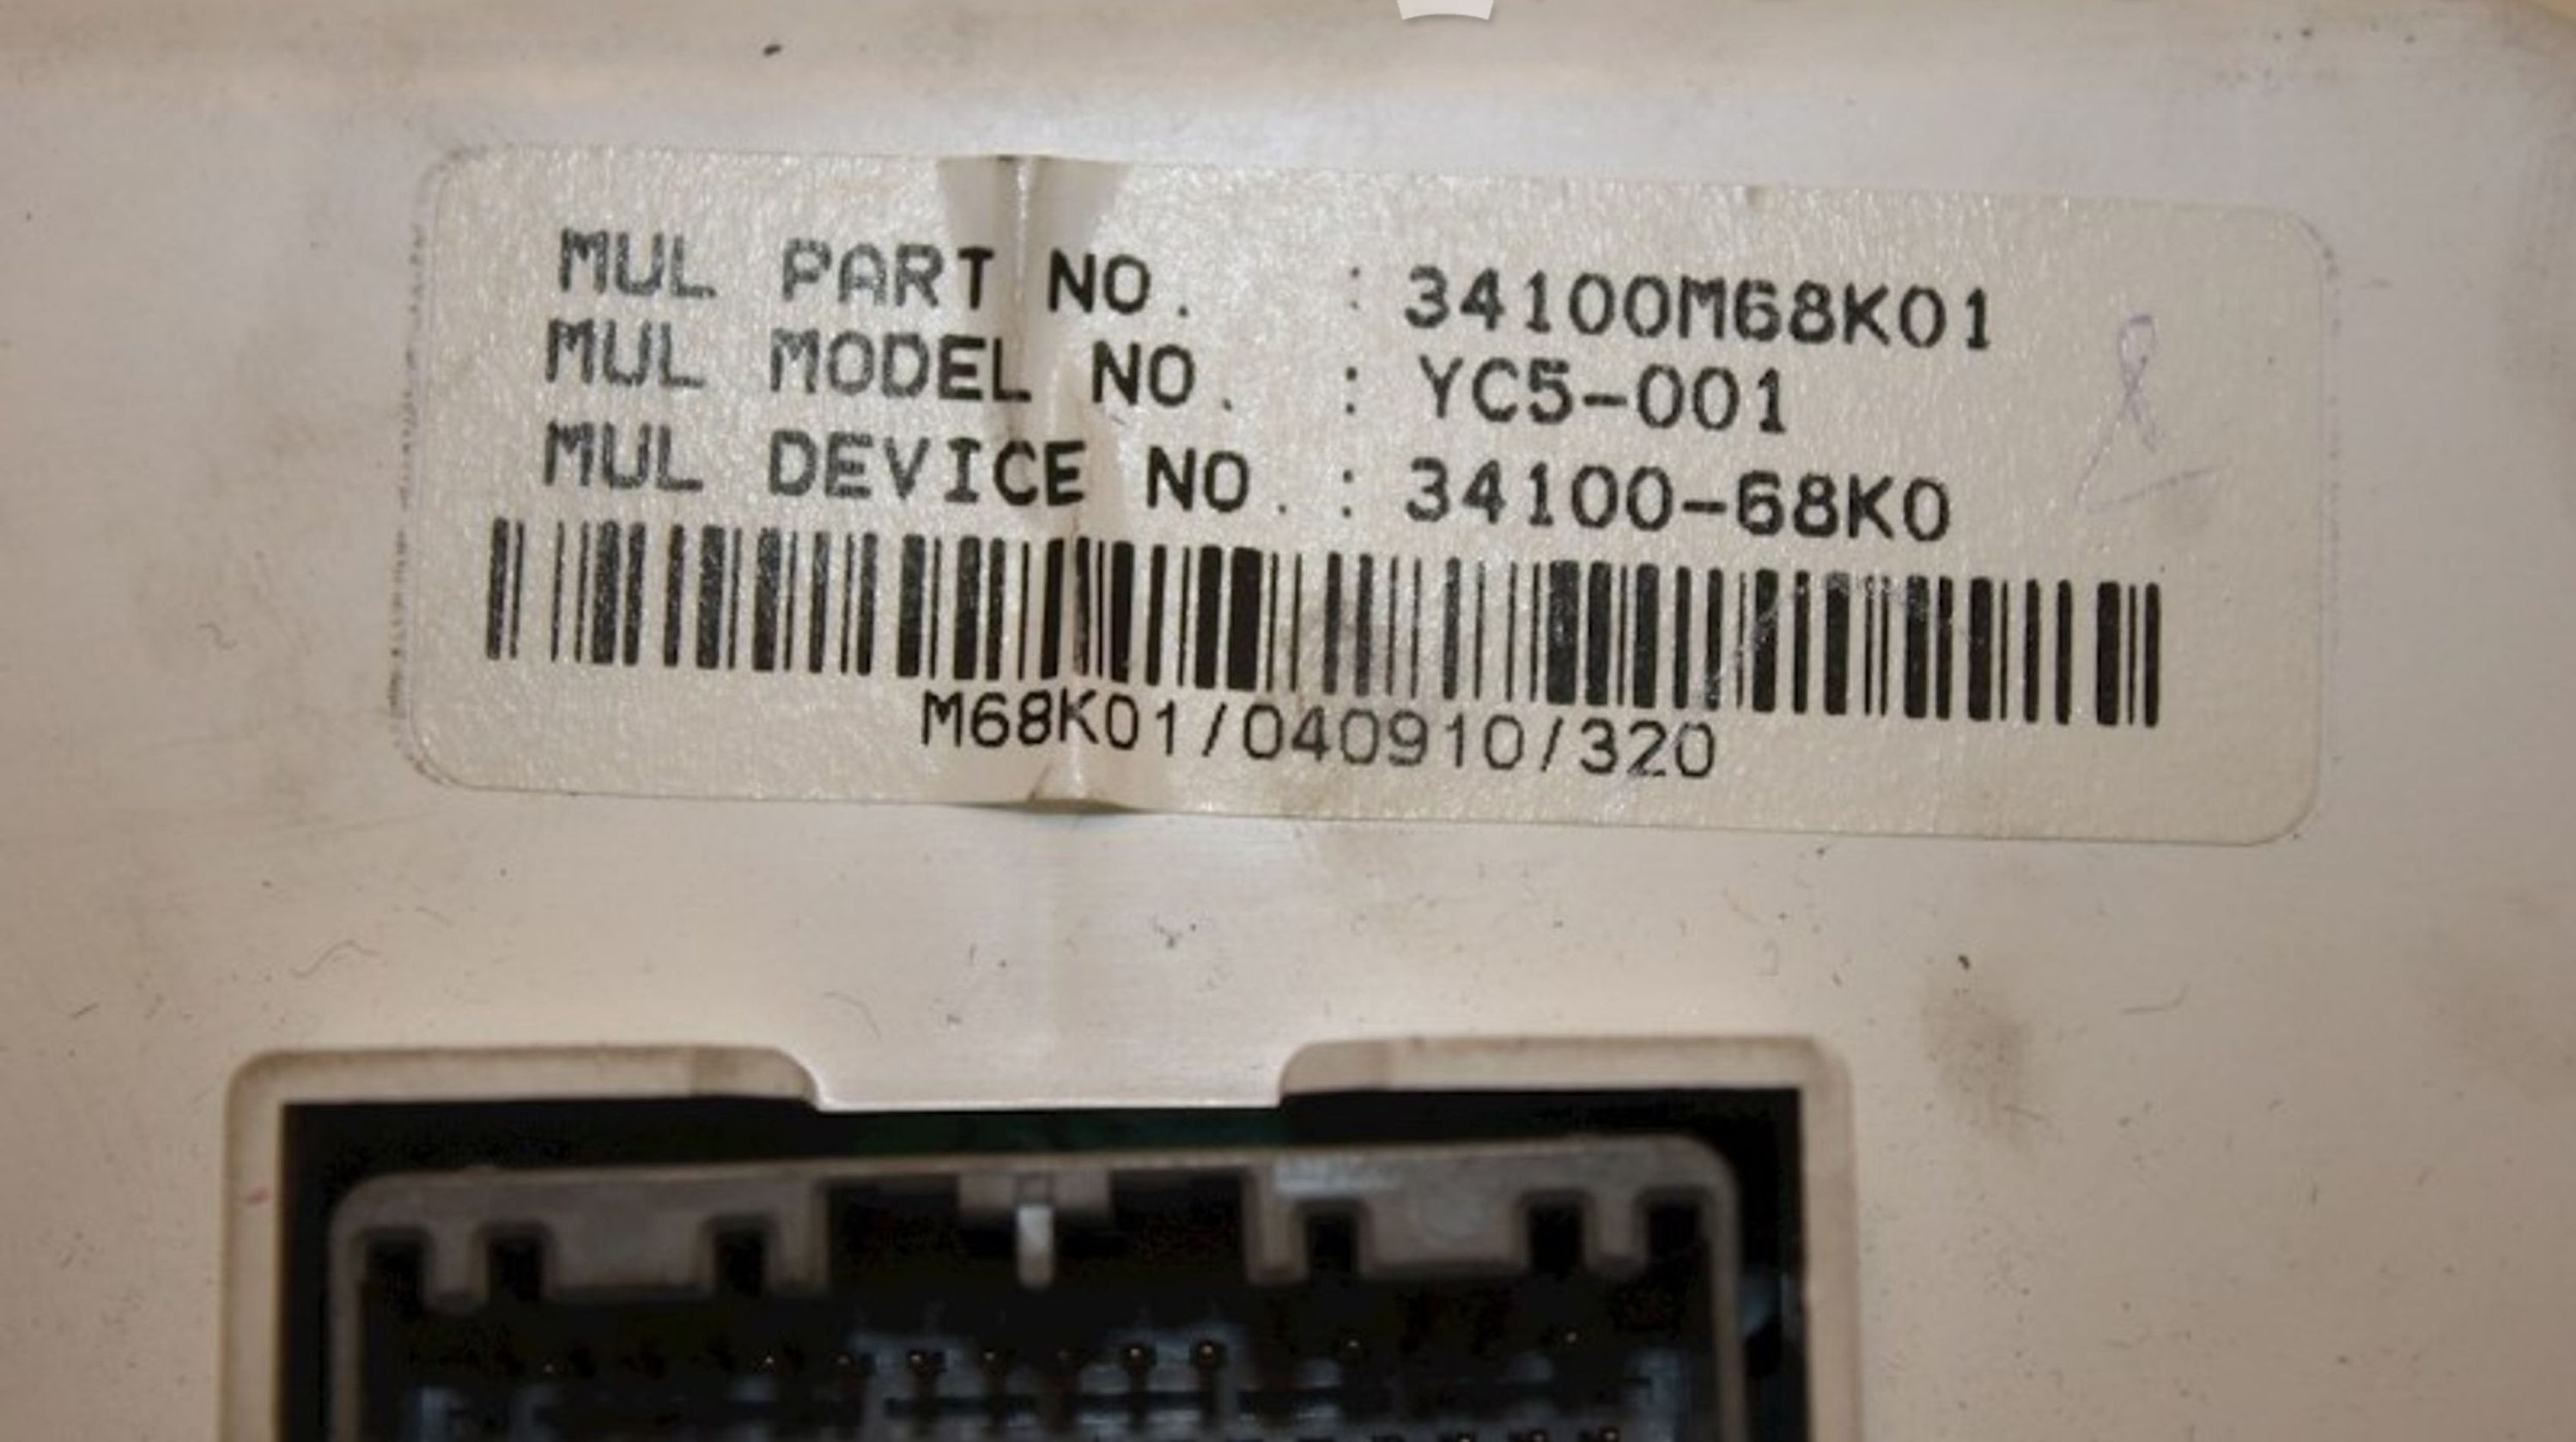 MUL PART NO. : 34100M68K01
MUL MODEL NO. : YC5-001
MUL DEVICE NO. : 34100-68K0
M68K01/040910/320